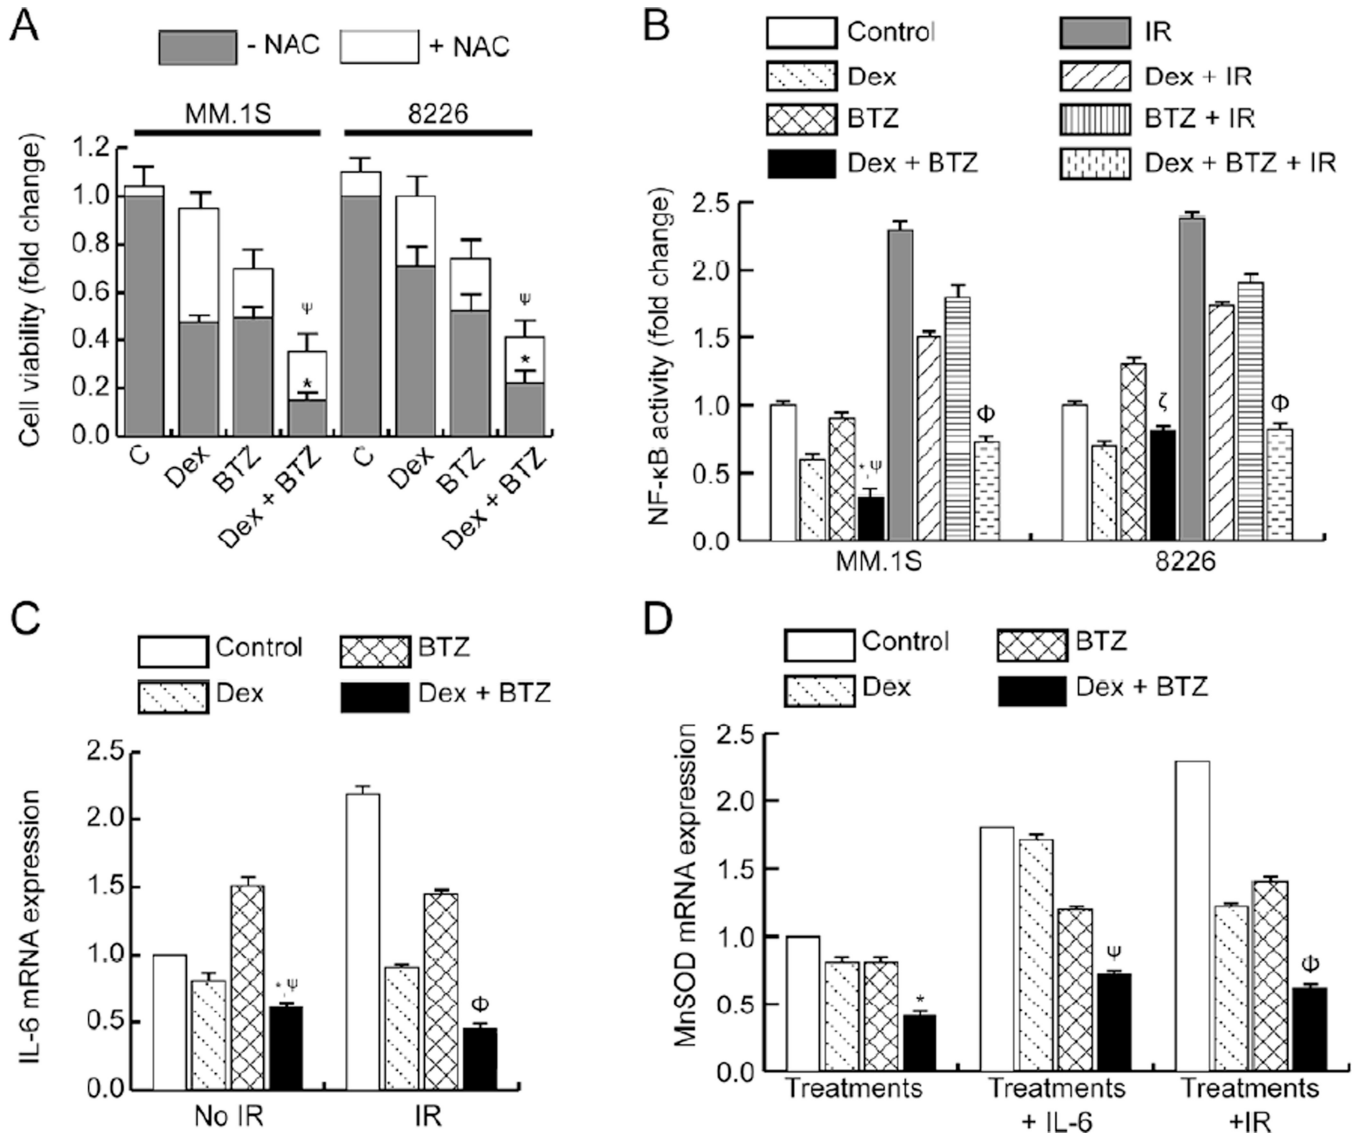 A
- NAC
+ NAC
MM.1S
8226
Cell viability (fold change)
1.2
1.0
0.8
0.6
0.4
0.2
0.0
C
Dex
BTZ
Dex + BTZ
C
Dex
BTZ
Dex + BTZ
ψ
*
ψ
*
B
Control
IR
Dex
Dex + IR
BTZ
BTZ + IR
Dex + BTZ
Dex + BTZ + IR
NF-κB activity (fold change)
2.5
2.0
1.5
1.0
0.5
0.0
*,ψ
Φ
ζ
Φ
MM.1S
8226
C
Control
BTZ
Dex
Dex + BTZ
IL-6 mRNA expression
2.5
2.0
1.5
1.0
0.5
0.0
*,ψ
Φ
No IR
IR
D
Control
BTZ
Dex
Dex + BTZ
MnSOD mRNA expression
2.5
2.0
1.5
1.0
0.5
0.0
*
Ψ
Φ
Treatments
Treatments
+ IL-6
Treatments
+IR